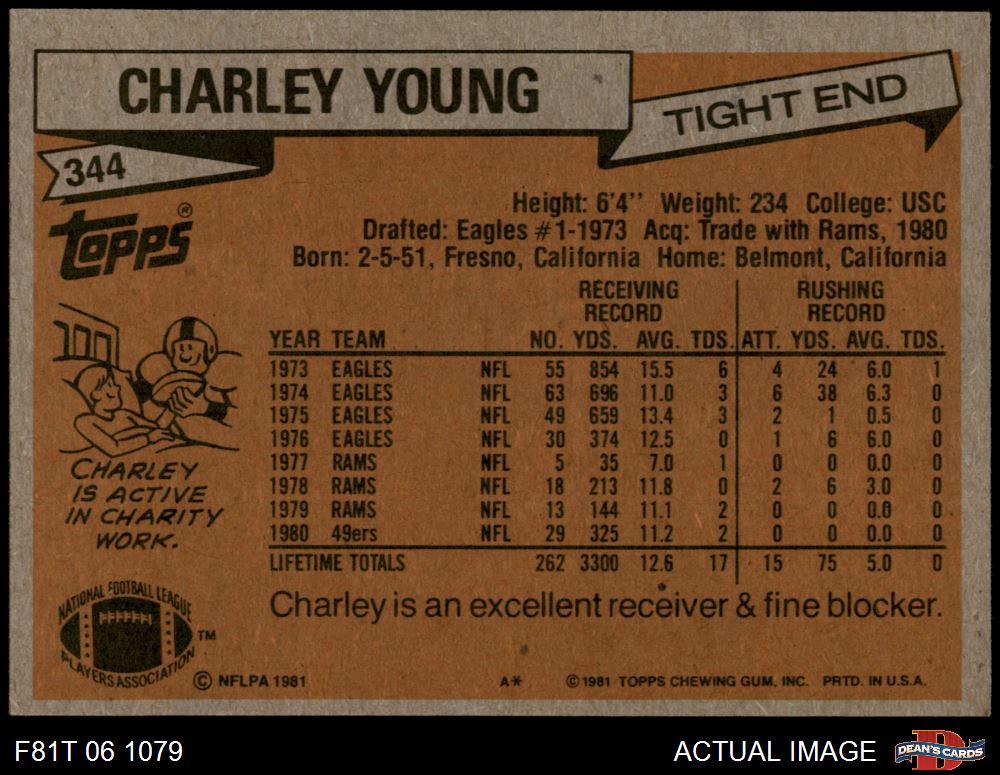 CHARLEY YOUNG
TIGHT END
344
Topps®
Height: 6'4'' Weight: 234 College: USC
Drafted: Eagles #1-1973 Acq: Trade with Rams, 1980
Born: 2-5-51, Fresno, California Home: Belmont, California
RECEIVING RECORD RUSHING RECORD
YEAR TEAM NO. YDS. AVG. TDS. ATT. YDS. AVG. TDS.
1973 EAGLES NFL 55 854 15.5 6 4 24 6.0 1
1974 EAGLES NFL 63 696 11.0 3 6 38 6.3 0
1975 EAGLES NFL 49 659 13.4 3 2 1 0.5 0
1976 EAGLES NFL 30 374 12.5 0 1 6 6.0 0
1977 RAMS NFL 5 35 7.0 1 0 0 0.0 0
1978 RAMS NFL 18 213 11.8 0 2 6 3.0 0
1979 RAMS NFL 13 144 11.1 2 0 0 0.0 0
1980 49ers NFL 29 325 11.2 2 0 0 0.0 0
LIFETIME TOTALS 262 3300 12.6 17 15 75 5.0 0
CHARLEY
IS ACTIVE
IN CHARITY
WORK.
Charley is an excellent receiver & fine blocker.
NATIONAL FOOTBALL LEAGUE
PLAYERS ASSOCIATION
TM
© NFLPA 1981
A*
© 1981 TOPPS CHEWING GUM, INC. PRTD. IN U.S.A.
F81T 06 1079
ACTUAL IMAGE
DEAN'S CARDS